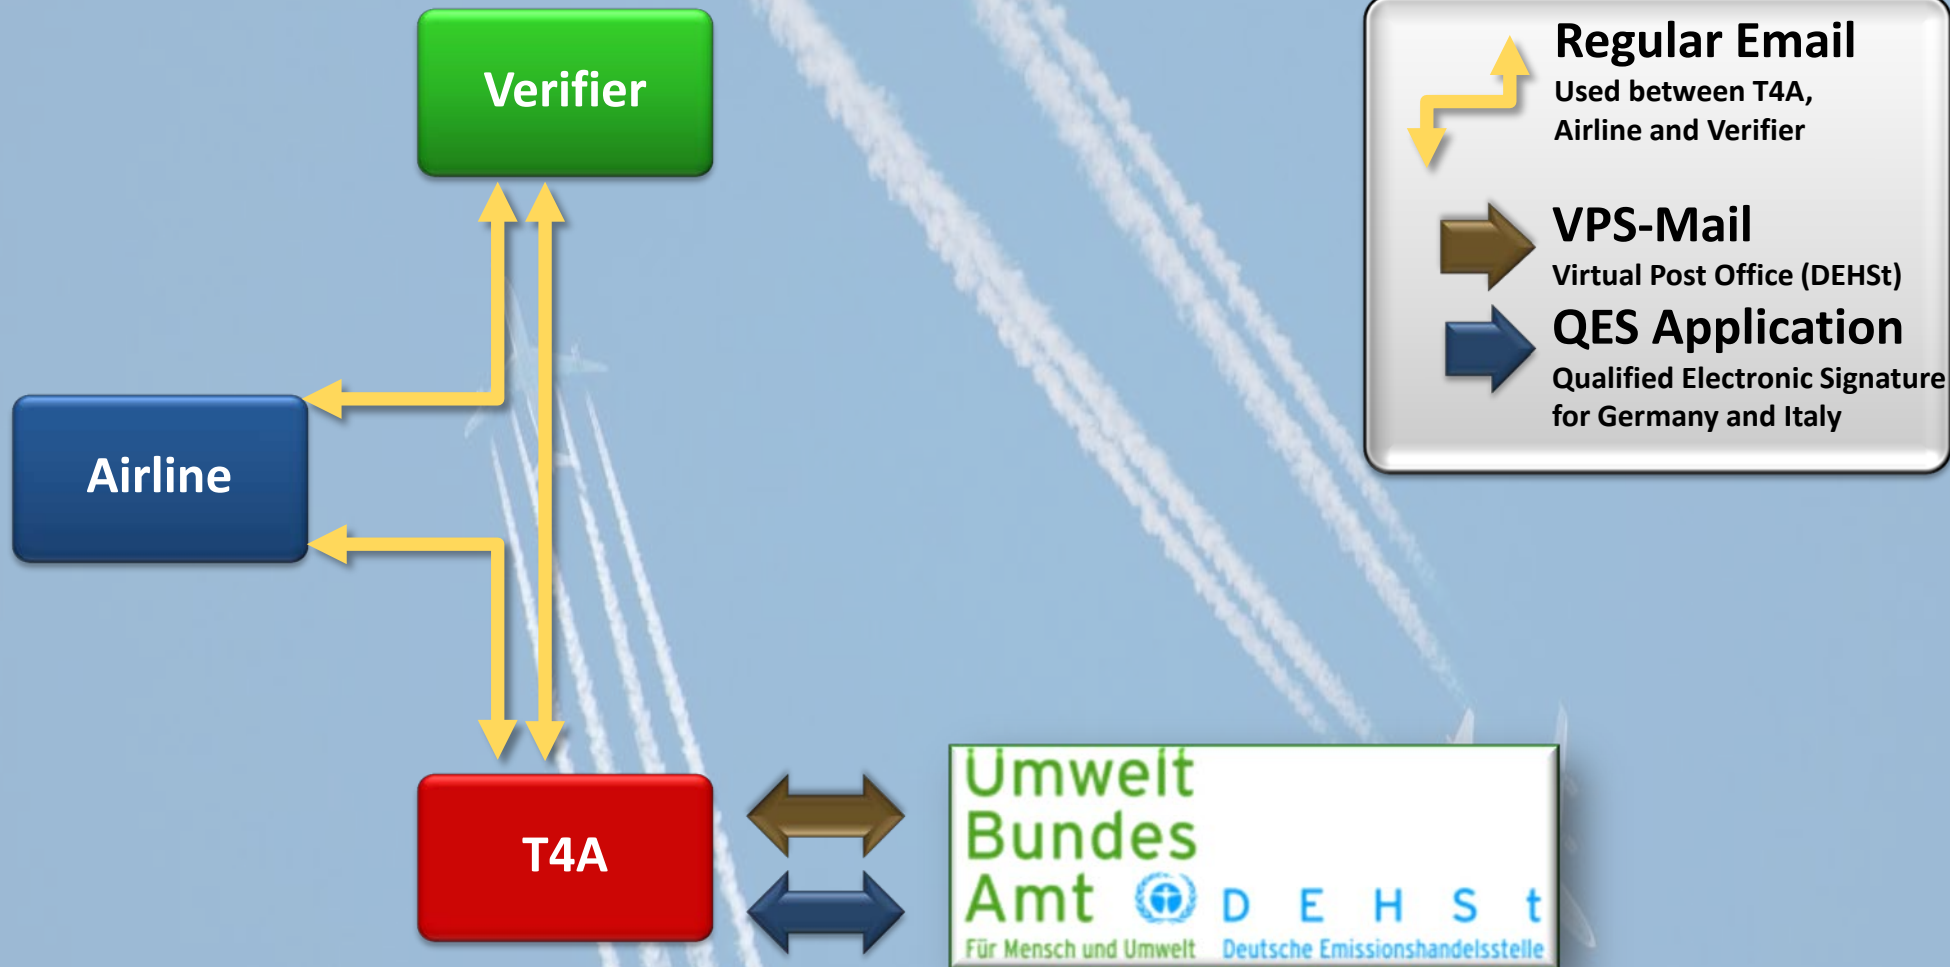 Verifier
Regular Email
Used between T4A,
Airline and Verifier
VPS-Mail
Virtual Post Office (DEHSt)
QES Application
Qualified Electronic Signature
for Germany and Italy
Airline
T4A
Umwelt
Bundes
Amt
Für Mensch und Umwelt
D E H S t
Deutsche Emissionshandelsstelle